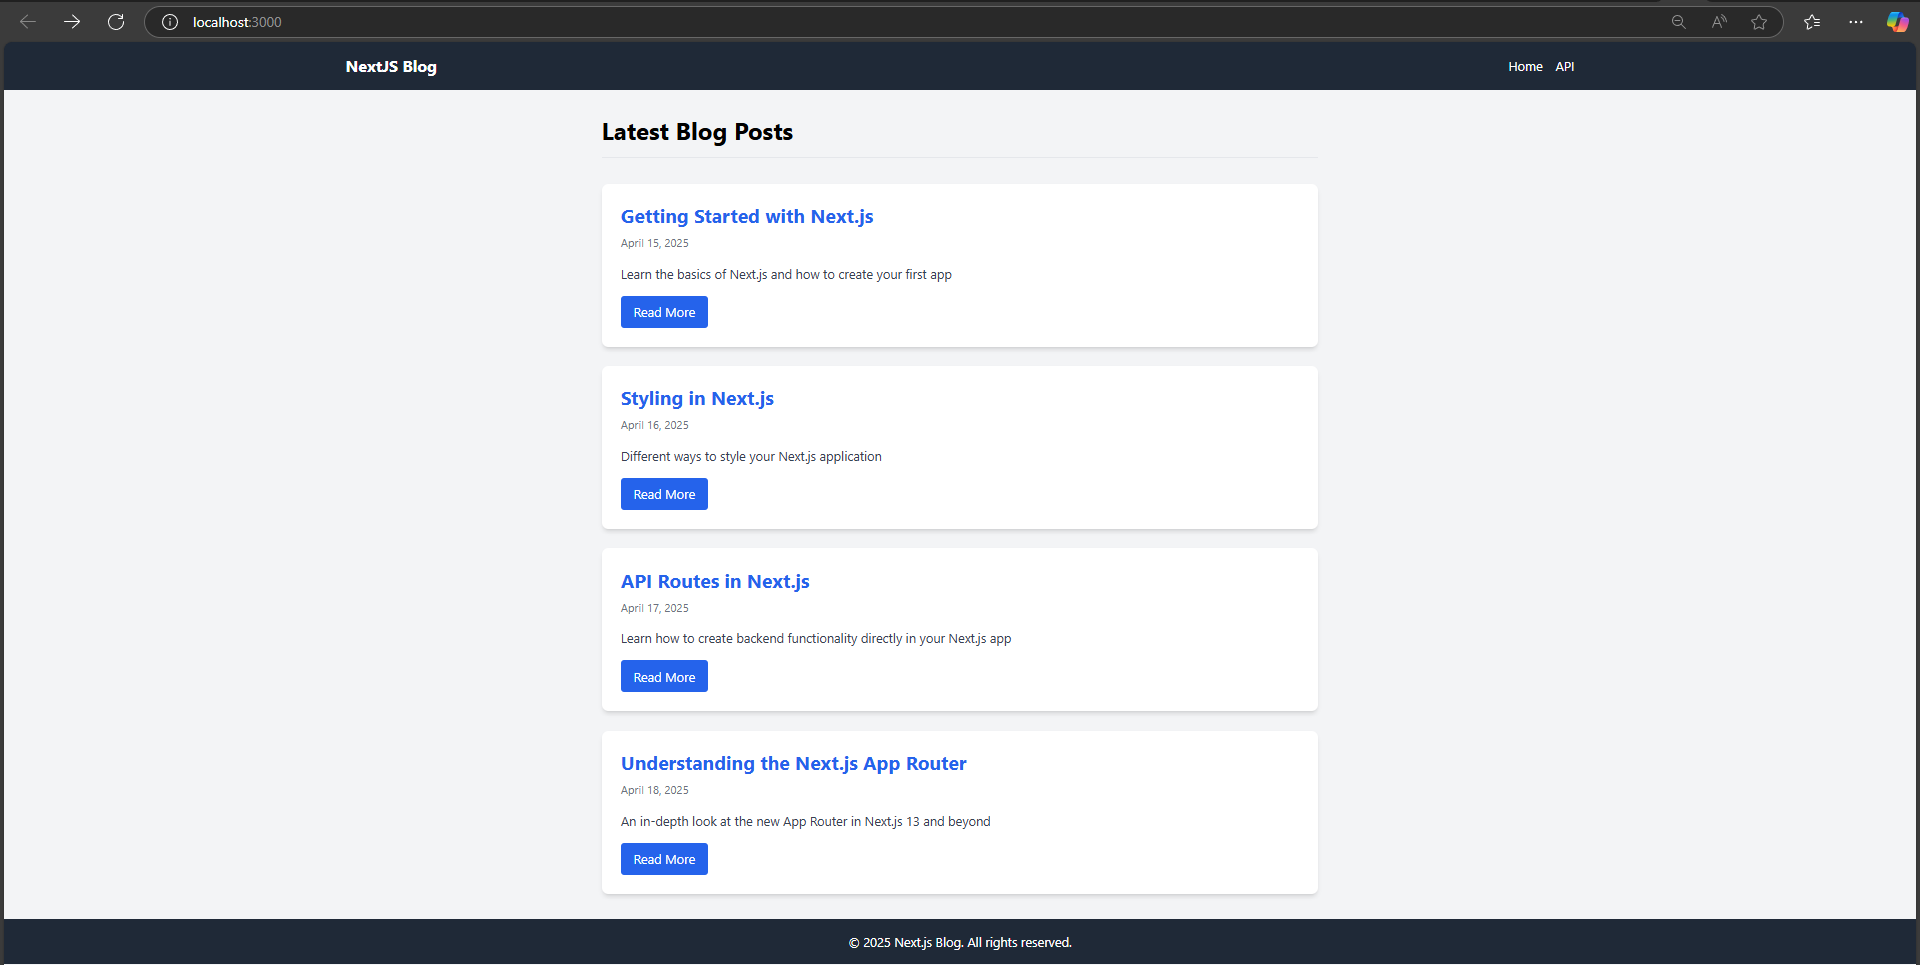 localhost:3000
NextJS Blog
Home API
Latest Blog Posts
Getting Started with Next.js
April 15, 2025
Learn the basics of Next.js and how to create your first app
Read More
Styling in Next.js
April 16, 2025
Different ways to style your Next.js application
Read More
API Routes in Next.js
April 17, 2025
Learn how to create backend functionality directly in your Next.js app
Read More
Understanding the Next.js App Router
April 18, 2025
An in-depth look at the new App Router in Next.js 13 and beyond
Read More
© 2025 Next.js Blog. All rights reserved.